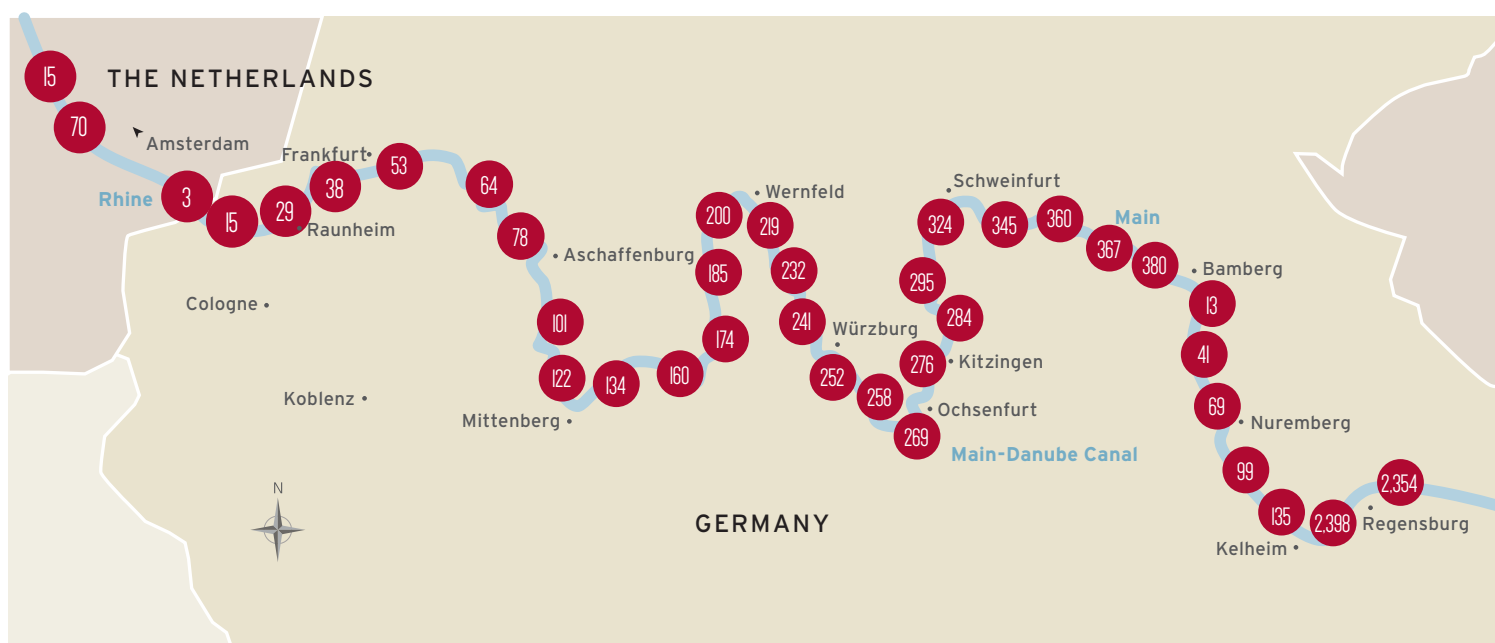 15
THE NETHERLANDS
70
Amsterdam
Rhine
3
15
29
Raunheim
38
Frankfurt
53
64
78
Aschaffenburg
Cologne
101
122
Koblenz
Mittenberg
134
160
174
185
200
Wernfeld
219
232
241
Würzburg
252
258
269
Ochsenfurt
276
Kitzingen
284
295
324
Schweinfurt
345
360
Main
367
380
Bamberg
13
41
69
Nuremberg
Main-Danube Canal
99
135
Kelheim
2,398
Regensburg
2,354
N
GERMANY